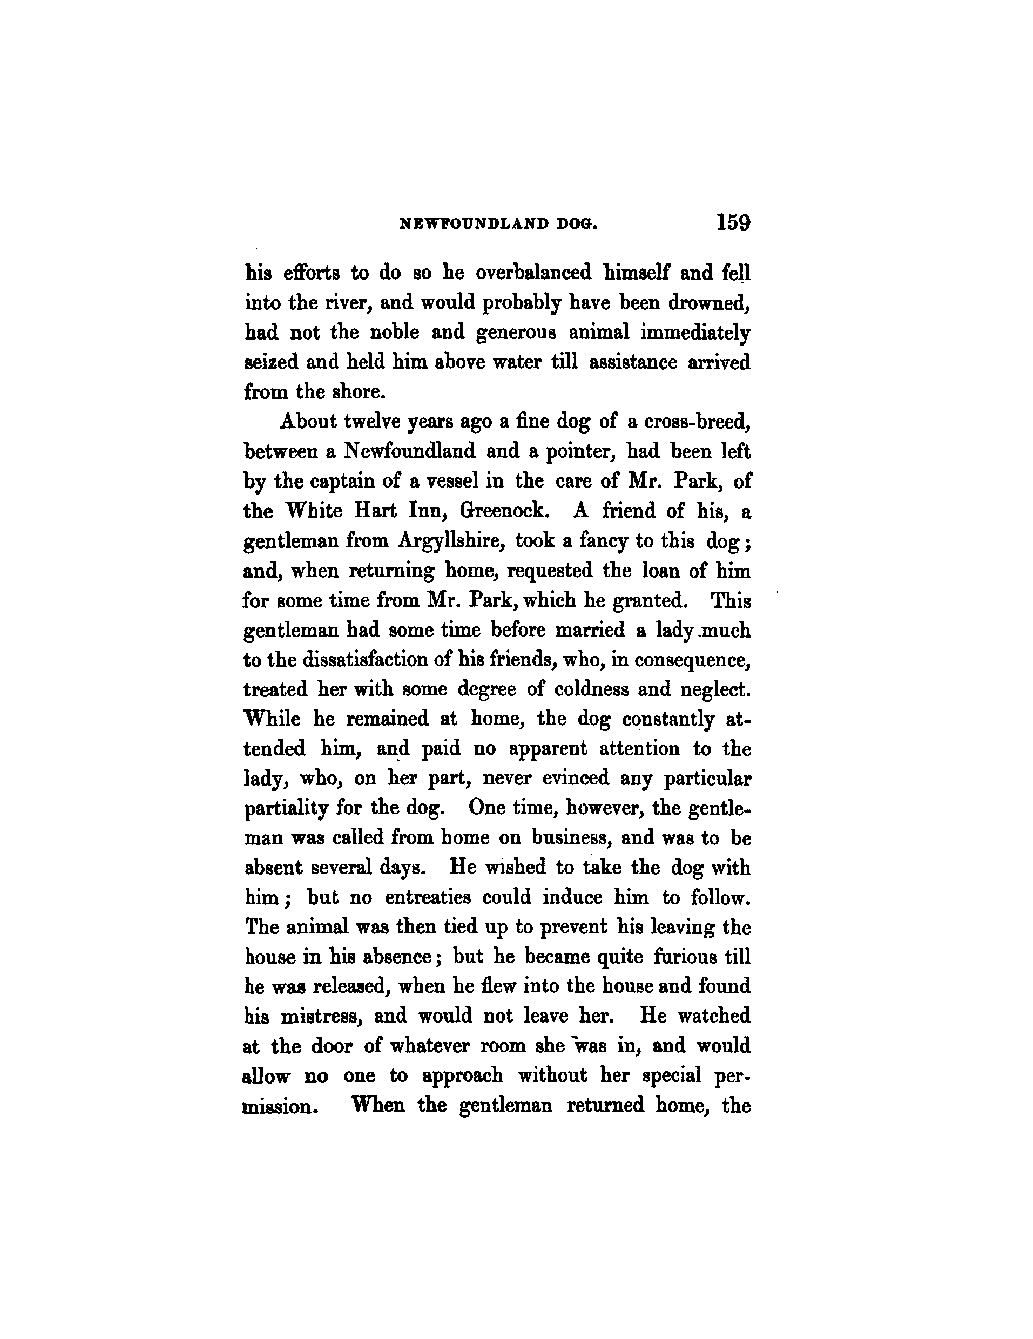 NEWFOUNDLAND DOG. 159
his efforts to do so he overbalanced himself and fell
into the river, and would probably have been drowned,
had not the noble and generous animal immediately
seized and held him above water till assistance arrived
from the shore.
About twelve years ago a fine dog of a cross-breed,
between a Newfoundland and a pointer, had been left
by the captain of a vessel in the care of Mr. Park, of
the White Hart Inn, Greenock. A friend of his, a
gentleman from Argyllshire, took a fancy to this dog;
and, when returning home, requested the loan of him
for some time from Mr. Park, which he granted. This
gentleman had some time before married a lady much
to the dissatisfaction of his friends, who, in consequence,
treated her with some degree of coldness and neglect.
While he remained at home, the dog constantly at-
tended him, and paid no apparent attention to the
lady, who, on her part, never evinced any particular
partiality for the dog. One time, however, the gentle-
man was called from home on business, and was to be
absent several days. He wished to take the dog with
him; but no entreaties could induce him to follow.
The animal was then tied up to prevent his leaving the
house in his absence; but he became quite furious till
he was released, when he flew into the house and found
his mistress, and would not leave her. He watched
at the door of whatever room she was in, and would
allow no one to approach without her special per-
mission. When the gentleman returned home, the